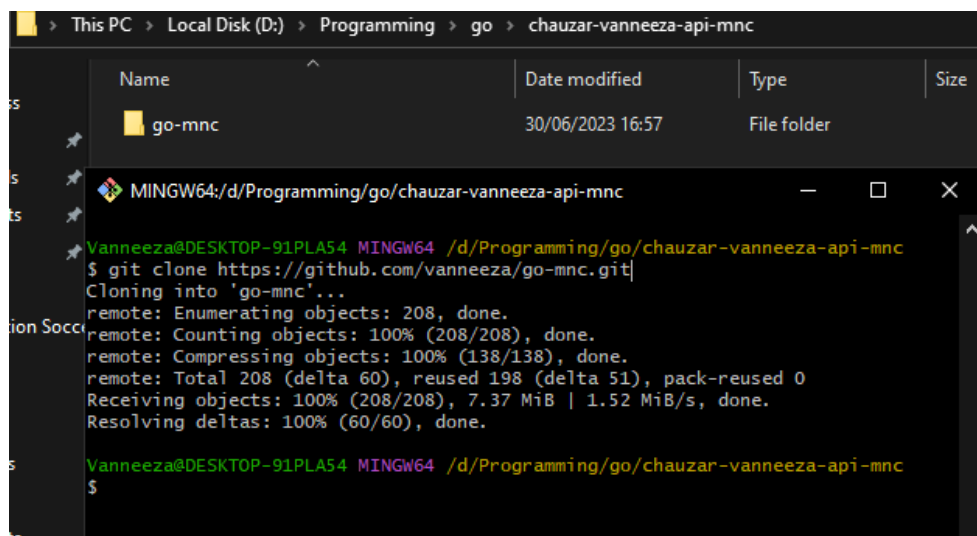 This PC > Local Disk (D:) > Programming > go > chauzar-vanneeza-api-mnc
Name Date modified Type Size
go-mnc 30/06/2023 16:57 File folder
MINGW64:/d/Programming/go/chauzar-vanneeza-api-mnc
Vanneeza@DESKTOP-91PLA54 MINGW64 /d/Programming/go/chauzar-vanneeza-api-mnc
$ git clone https://github.com/vanneeza/go-mnc.git
Cloning into 'go-mnc'...
remote: Enumerating objects: 208, done.
remote: Counting objects: 100% (208/208), done.
remote: Compressing objects: 100% (138/138), done.
remote: Total 208 (delta 60), reused 198 (delta 51), pack-reused 0
Receiving objects: 100% (208/208), 7.37 MiB | 1.52 MiB/s, done.
Resolving deltas: 100% (60/60), done.
Vanneeza@DESKTOP-91PLA54 MINGW64 /d/Programming/go/chauzar-vanneeza-api-mnc
$